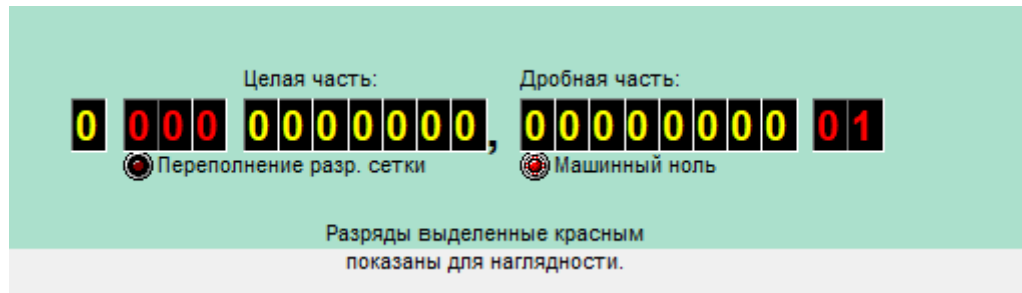 Целая часть: Дробная часть:
0 000 0000000, 00000000 01
Переполнение разр. сетки Машинный ноль
Разряды выделенные красным
показаны для наглядности.